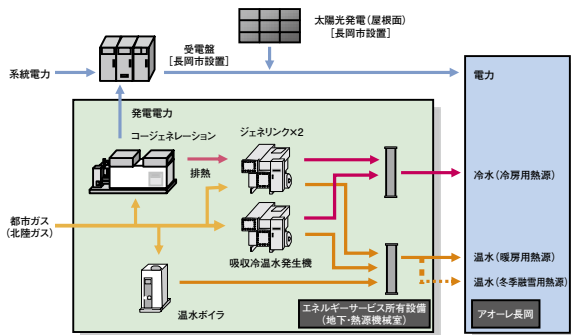 太陽光発電（屋根面）
［長岡市設置］
受電盤
［長岡市設置］
系統電力
電力
発電電力
コージェネレーション
ジェネリンク×2
排熱
冷水（冷房用熱源）
都市ガス
（北陸ガス）
吸収冷温水発生機
温水（暖房用熱源）
温水（冬季融雪用熱源）
温水ボイラ
エネルギーサービス所有設備
（地下・熱源機械室）
アオーレ長岡